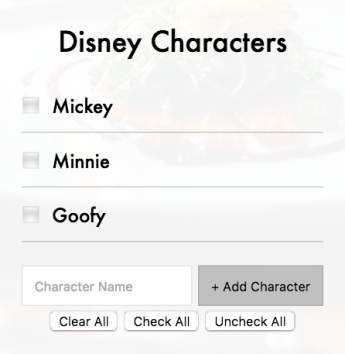 Disney Characters
Mickey
Minnie
Goofy
Character Name
+ Add Character
Clear All
Check All
Uncheck All